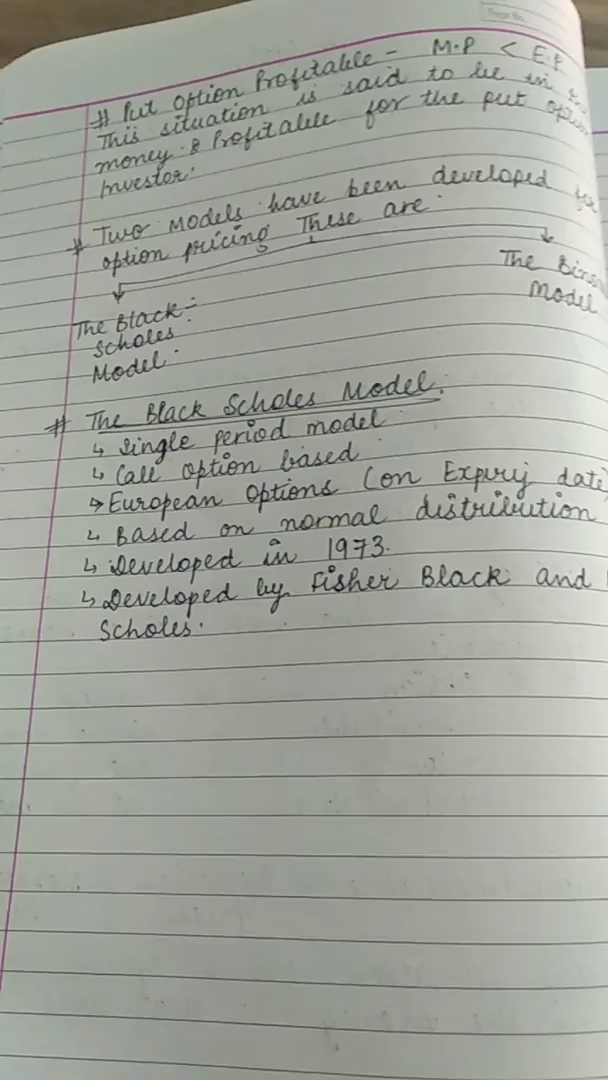 # Put Option Profitable - M.P < E.P.
This situation is said to be in
money & Profitable for the put option
Investor.
# Two Models have been developed for
option pricing These are.
The Black-
Scholes
Model.
The
Model
# The Black Scholes Model.
↳ Single period model
↳ Call option based
↳ European Options (on Expiry date)
↳ Based on normal distribution
↳ Developed in 1973.
↳ Developed by Fisher Black and
Scholes.